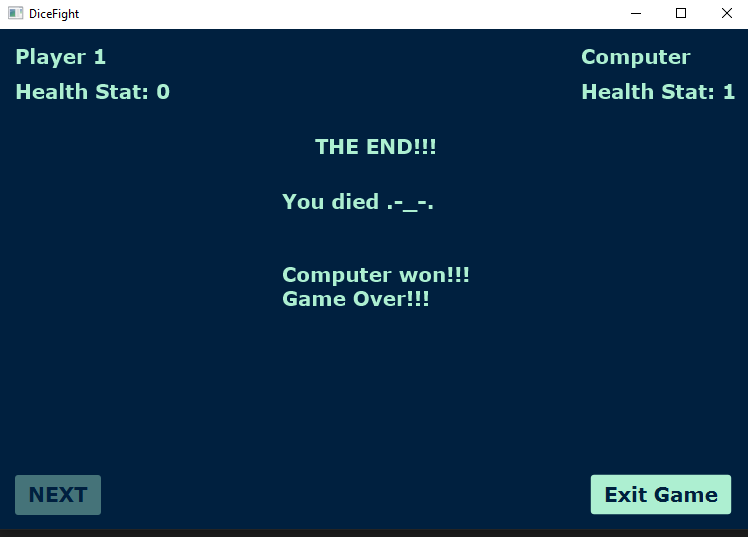 DiceFight
Player 1
Computer
Health Stat: 0
Health Stat: 1
THE END!!!
You died .-_-.
Computer won!!!
Game Over!!!
NEXT
Exit Game